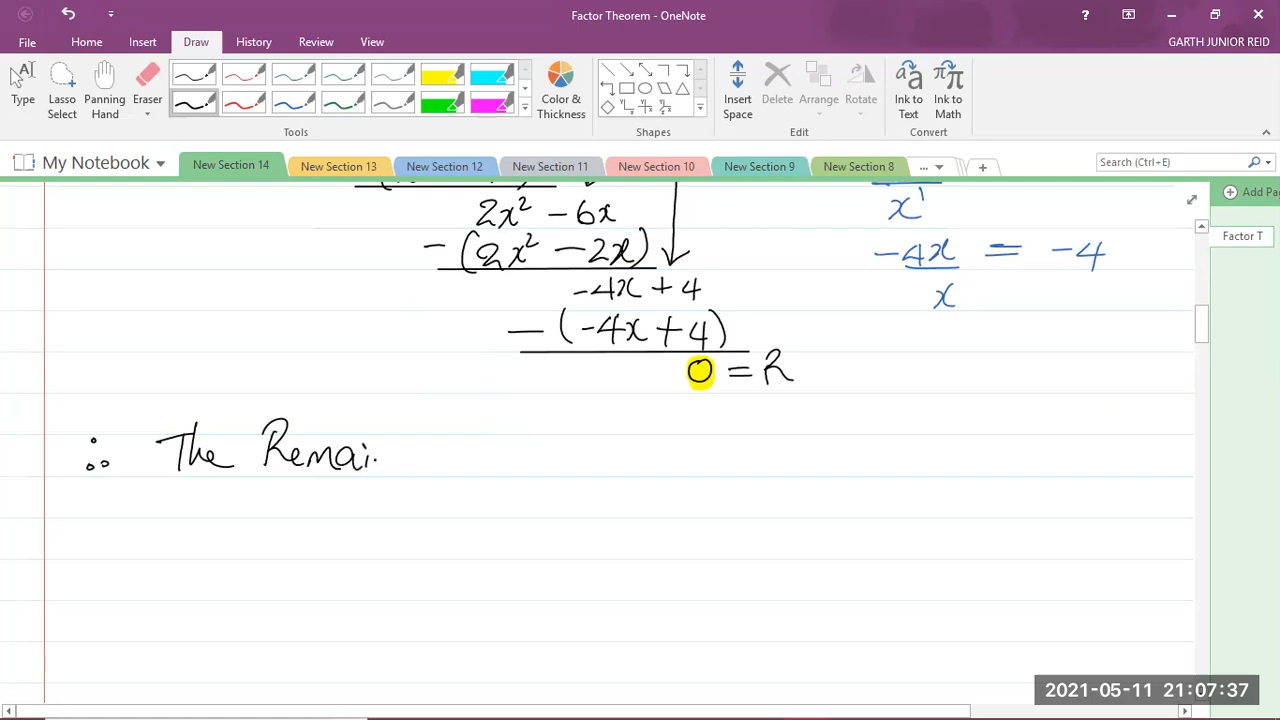 Factor Theorem - OneNote
?
File Home Insert Draw History Review View GARTH JUNIOR REID
Type Lasso Select Panning Hand Eraser Color & Thickness Insert Space Delete Arrange Rotate Ink to Text Ink to Math
Tools Shapes Edit Convert
My Notebook New Section 14 New Section 13 New Section 12 New Section 11 New Section 10 New Section 9 New Section 8 ... Search (Ctrl+E)
Add Pa
Factor T
2x² - 6x
x¹
- (2x² - 2x)
-4x/x = -4
-4x + 4
- (-4x + 4)
0 = R
∴ The Remai
2021-05-11 21:07:37